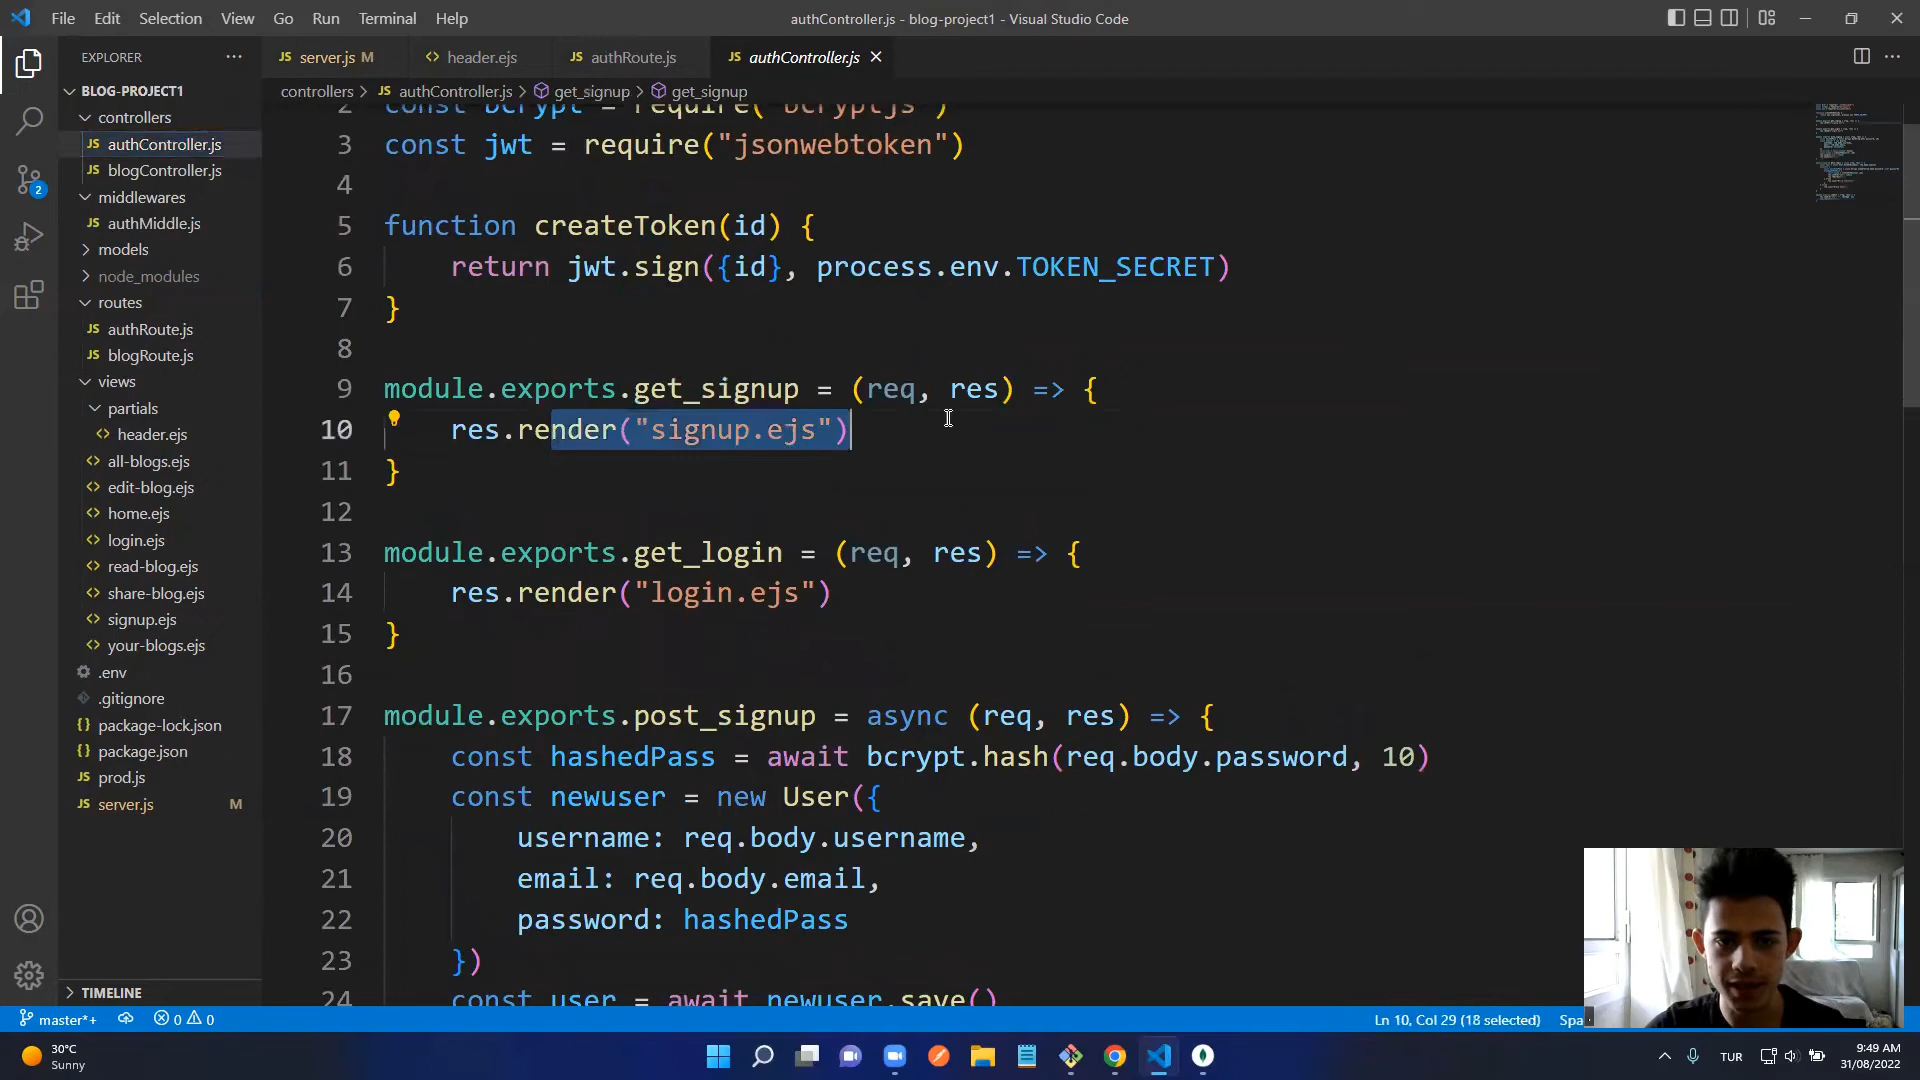 File Edit Selection View Go Run Terminal Help
authController.js - blog-project1 - Visual Studio Code
EXPLORER
server.js M
header.ejs
authRoute.js
authController.js
BLOG-PROJECT1
controllers
authController.js
blogController.js
middlewares
authMiddle.js
models
node_modules
routes
authRoute.js
blogRoute.js
views
partials
header.ejs
all-blogs.ejs
edit-blog.ejs
home.ejs
login.ejs
read-blog.ejs
share-blog.ejs
signup.ejs
your-blogs.ejs
.env
.gitignore
package-lock.json
package.json
prod.js
server.js M
TIMELINE
2
controllers > JS authController.js > get_signup > get_signup
2 const bcrypt = require("bcryptjs")
3 const jwt = require("jsonwebtoken")
4
5 function createToken(id) {
6 return jwt.sign({id}, process.env.TOKEN_SECRET)
7 }
8
9 module.exports.get_signup = (req, res) => {
10 res.render("signup.ejs")
11 }
12
13 module.exports.get_login = (req, res) => {
14 res.render("login.ejs")
15 }
16
17 module.exports.post_signup = async (req, res) => {
18 const hashedPass = await bcrypt.hash(req.body.password, 10)
19 const newuser = new User({
20 username: req.body.username,
21 email: req.body.email,
22 password: hashedPass
23 })
24 const user = await newuser.save()
master*+ 0 0
Ln 10, Col 29 (18 selected) Spa
30°C
Sunny
TUR
9:49 AM
31/08/2022